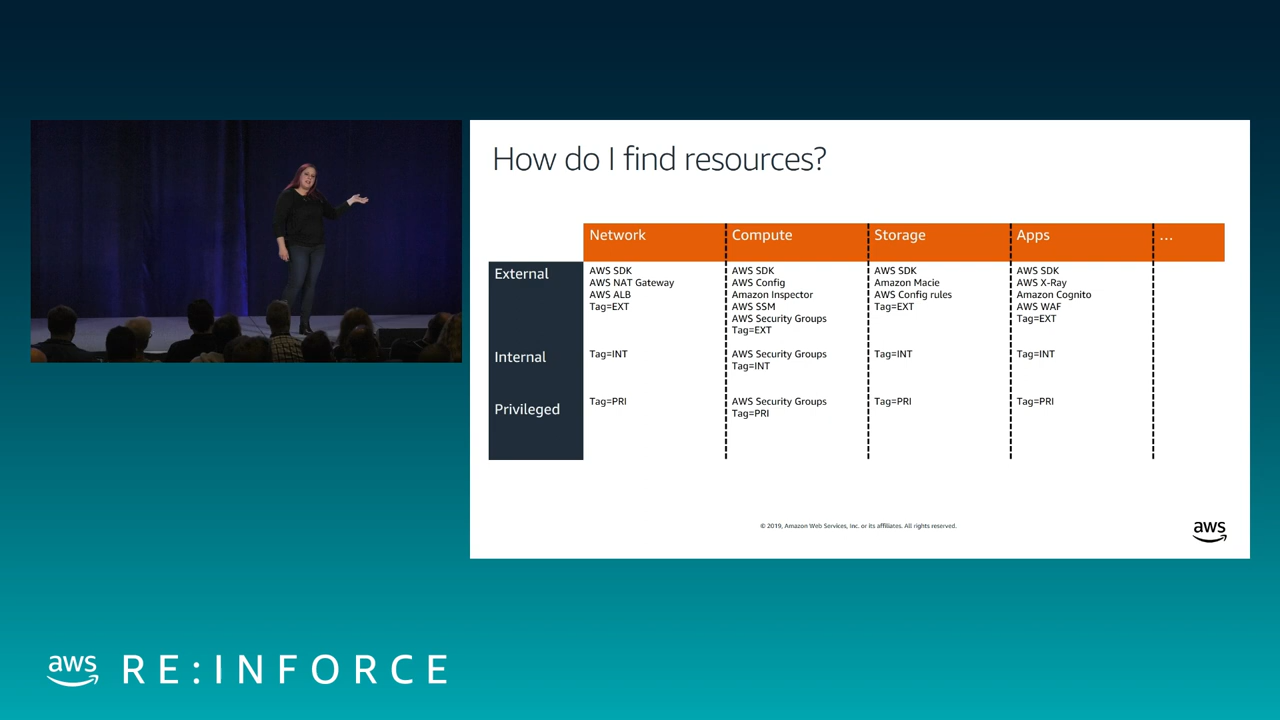 How do I find resources?
Network
Compute
Storage
Apps
...
External
AWS SDK
AWS NAT Gateway
AWS ALB
Tag=EXT
AWS SDK
AWS Config
Amazon Inspector
AWS SSM
AWS Security Groups
Tag=EXT
AWS SDK
Amazon Macie
AWS Config rules
Tag=EXT
AWS SDK
AWS X-Ray
Amazon Cognito
AWS WAF
Tag=EXT
Internal
Tag=INT
AWS Security Groups
Tag=INT
Tag=INT
Tag=INT
Privileged
Tag=PRI
AWS Security Groups
Tag=PRI
Tag=PRI
Tag=PRI
© 2019, Amazon Web Services, Inc. or its affiliates. All rights reserved.
aws
aws RE:INFORCE